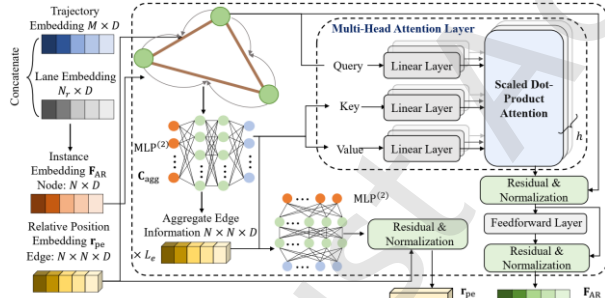 Trajectory
Embedding M × D
Concatenate
Lane Embedding
N_r × D
Instance
Embedding F_AR
Node: N × D
Relative Position
Embedding r_pe
Edge: N × N × D
MLP^(2)
C_agg
Aggregate Edge
Information N × N × D
× L_e
MLP^(2)
Residual &
Normalization
r_pe
Multi-Head Attention Layer
Query
Linear Layer
Key
Linear Layer
Value
Linear Layer
Scaled Dot-
Product
Attention
h
Residual &
Normalization
Feedforward Layer
Residual &
Normalization
F_AR